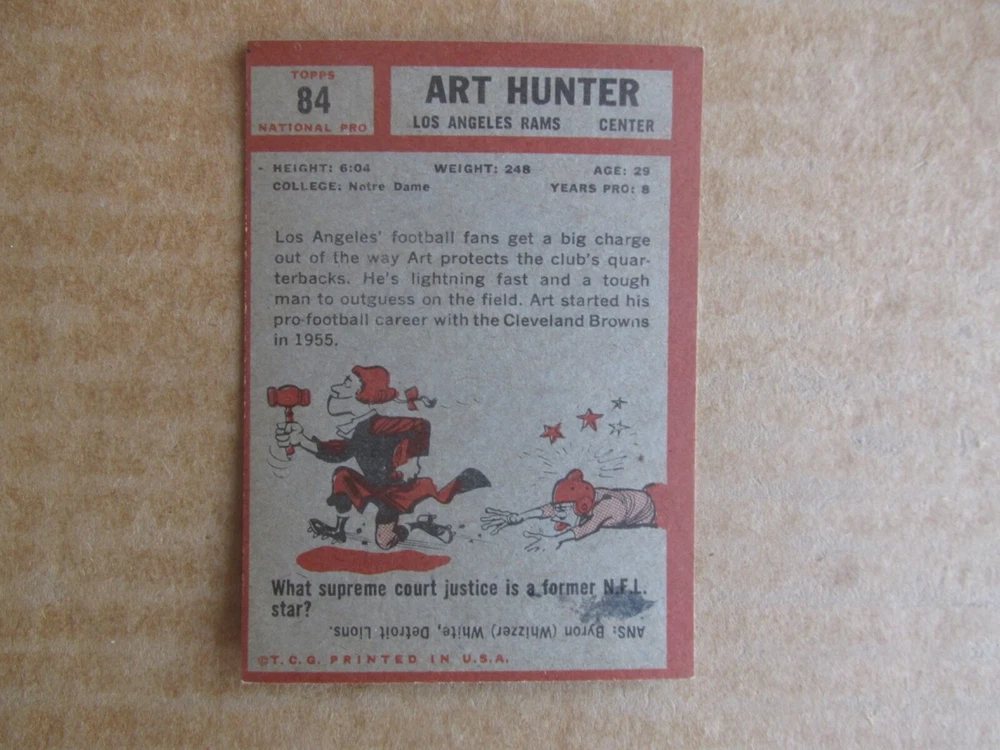 TOPPS
84
NATIONAL PRO
ART HUNTER
LOS ANGELES RAMS CENTER
HEIGHT: 6:04 WEIGHT: 248 AGE: 29
COLLEGE: Notre Dame YEARS PRO: 8
Los Angeles' football fans get a big charge
out of the way Art protects the club's quar-
terbacks. He's lightning fast and a tough
man to outguess on the field. Art started his
pro-football career with the Cleveland Browns
in 1955.
What supreme court justice is a former N.F.L.
star?
ANS: Byron (Whizzer) White, Detroit Lions.
©T.C.G. PRINTED IN U.S.A.